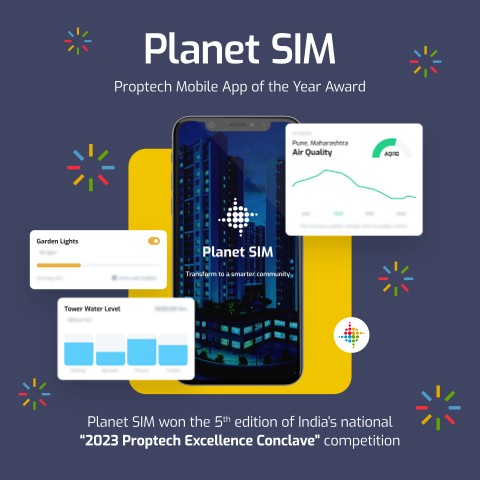 Planet SIM
Proptech Mobile App of the Year Award
Pune, Maharashtra
Air Quality
AQI10
Garden Lights
Planet SIM
Transform to a smarter community
Tower Water Level
Planet SIM won the 5th edition of India's national
“2023 Proptech Excellence Conclave” competition